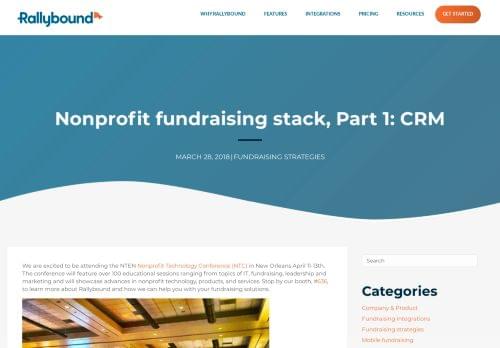 Rallybound
WHY RALLYBOUND
FEATURES
INTEGRATIONS
PRICING
RESOURCES
GET STARTED
Nonprofit fundraising stack, Part 1: CRM
MARCH 28, 2018 | FUNDRAISING STRATEGIES
We are excited to be attending the NTEN Nonprofit Technology Conference (NTC) in New Orleans April 11-13th.
The conference will feature over 100 educational sessions ranging from topics of IT, fundraising, leadership and
marketing and will showcase advances in nonprofit technology, products, and services. Stop by our booth, #636,
to learn more about Rallybound and how we can help you with your fundraising solutions.
Search
Categories
Company & Product
Fundraising integrations
Fundraising strategies
Mobile fundraising